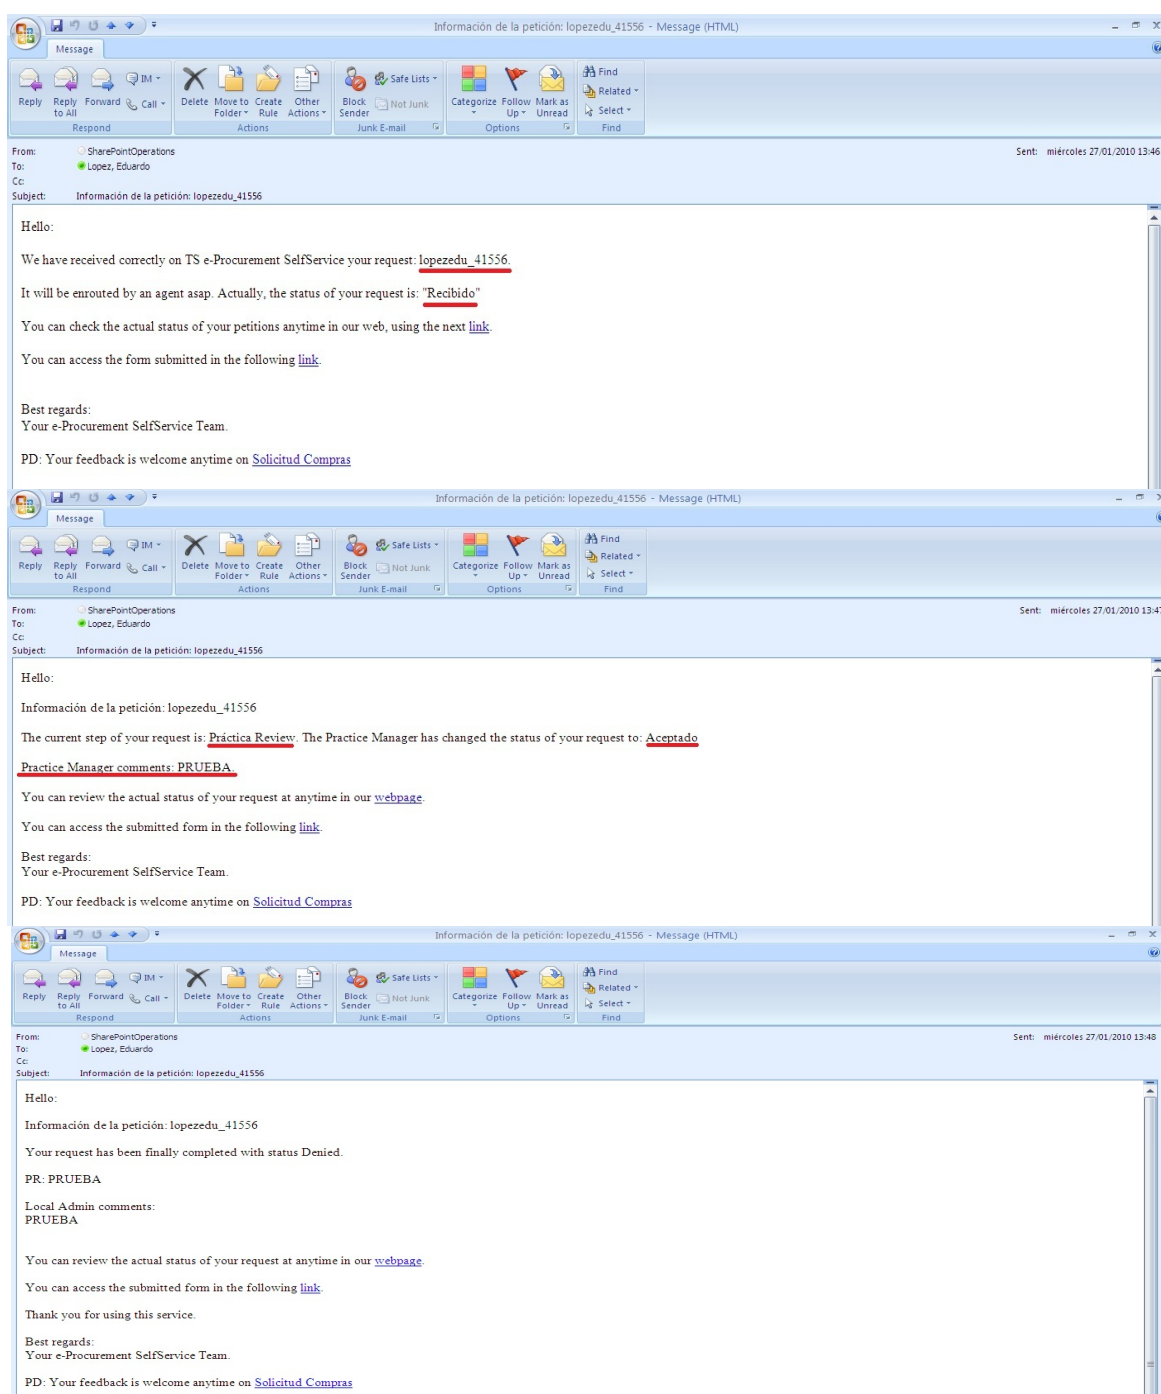 Información de la petición: lopezedu_41556 - Message (HTML)
Message
Reply
Reply to All
Forward
IM
Call
Respond
Delete
Move to Folder
Create Rule
Other Actions
Actions
Block Sender
Safe Lists
Not Junk
Junk E-mail
Categorize
Follow Up
Mark as Unread
Options
Find
Related
Select
Find
From: SharePointOperations
Sent: miércoles 27/01/2010 13:46
To: Lopez, Eduardo
Cc:
Subject: Información de la petición: lopezedu_41556
Hello:
We have received correctly on TS e-Procurement SelfService your request: lopezedu_41556.
It will be enrouted by an agent asap. Actually, the status of your request is: "Recibido"
You can check the actual status of your petitions anytime in our web, using the next link.
You can access the form submitted in the following link.
Best regards:
Your e-Procurement SelfService Team.
PD: Your feedback is welcome anytime on Solicitud Compras
Información de la petición: lopezedu_41556 - Message (HTML)
Message
Reply
Reply to All
Forward
IM
Call
Respond
Delete
Move to Folder
Create Rule
Other Actions
Actions
Block Sender
Safe Lists
Not Junk
Junk E-mail
Categorize
Follow Up
Mark as Unread
Options
Find
Related
Select
Find
From: SharePointOperations
Sent: miércoles 27/01/2010 13:47
To: Lopez, Eduardo
Cc:
Subject: Información de la petición: lopezedu_41556
Hello:
Información de la petición: lopezedu_41556
The current step of your request is: Práctica Review. The Practice Manager has changed the status of your request to: Aceptado
Practice Manager comments: PRUEBA.
You can review the actual status of your request at anytime in our webpage.
You can access the submitted form in the following link.
Best regards:
Your e-Procurement SelfService Team.
PD: Your feedback is welcome anytime on Solicitud Compras
Información de la petición: lopezedu_41556 - Message (HTML)
Message
Reply
Reply to All
Forward
IM
Call
Respond
Delete
Move to Folder
Create Rule
Other Actions
Actions
Block Sender
Safe Lists
Not Junk
Junk E-mail
Categorize
Follow Up
Mark as Unread
Options
Find
Related
Select
Find
From: SharePointOperations
Sent: miércoles 27/01/2010 13:48
To: Lopez, Eduardo
Cc:
Subject: Información de la petición: lopezedu_41556
Hello:
Información de la petición: lopezedu_41556
Your request has been finally completed with status Denied.
PR: PRUEBA
Local Admin comments:
PRUEBA
You can review the actual status of your request at anytime in our webpage.
You can access the submitted form in the following link.
Thank you for using this service.
Best regards:
Your e-Procurement SelfService Team.
PD: Your feedback is welcome anytime on Solicitud Compras